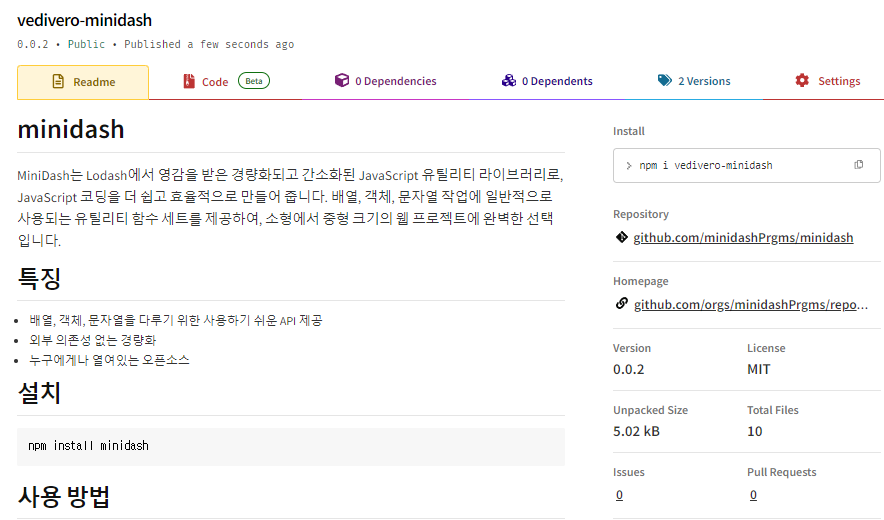 vedivero-minidash
0.0.2 • Public • Published a few seconds ago
Readme
Code Beta
0 Dependencies
0 Dependents
2 Versions
Settings
minidash
MiniDash는 Lodash에서 영감을 받은 경량화되고 간소화된 JavaScript 유틸리티 라이브러리로,
JavaScript 코딩을 더 쉽고 효율적으로 만들어 줍니다. 배열, 객체, 문자열 작업에 일반적으로
사용되는 유틸리티 함수 세트를 제공하여, 소형에서 중형 크기의 웹 프로젝트에 완벽한 선택
입니다.
특징
• 배열, 객체, 문자열을 다루기 위한 사용하기 쉬운 API 제공
• 외부 의존성 없는 경량화
• 누구에게나 열여있는 오픈소스
설치
npm install minidash
사용 방법
Install
> npm i vedivero-minidash
Repository
github.com/minidashPrgms/minidash
Homepage
github.com/orgs/minidashPrgms/repo...
Version
License
0.0.2
MIT
Unpacked Size
Total Files
5.02 kB
10
Issues
Pull Requests
0
0